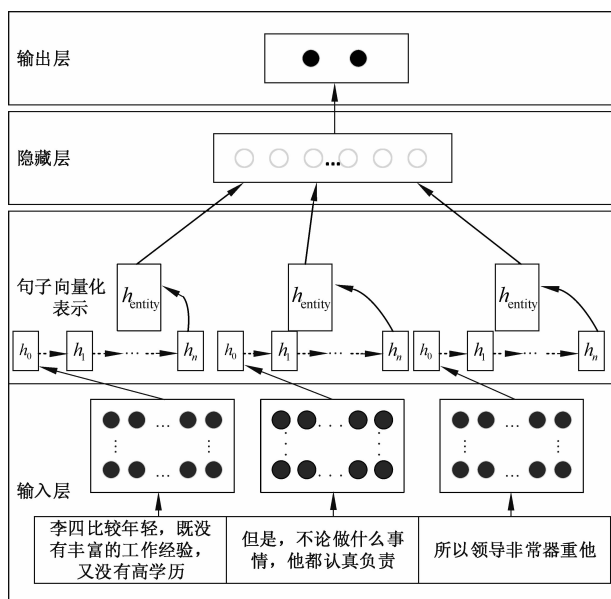 输出层
隐藏层
...
句子向量化
表示
h_entity
h_entity
h_entity
h_0
h_1
...
h_n
h_0
h_1
...
h_n
h_0
h_1
...
h_n
输入层
李四比较年轻，既没
有丰富的工作经验，
又没有高学历
但是，不论做什么事
情，他都认真负责
所以领导非常器重他